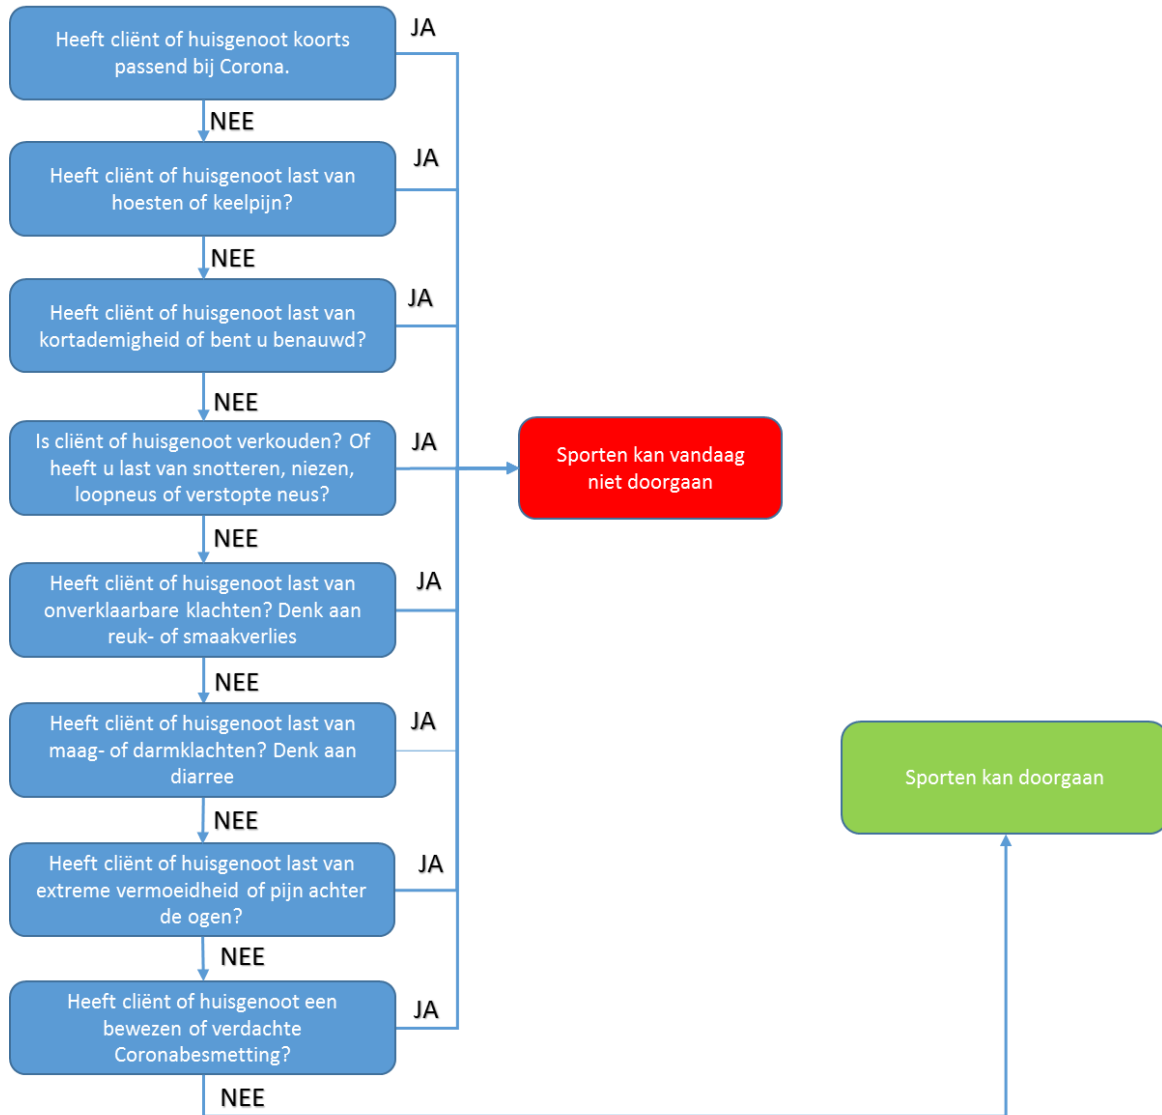 Heeft cliënt of huisgenoot koorts
passend bij Corona.
JA
NEE
Heeft cliënt of huisgenoot last van
hoesten of keelpijn?
JA
NEE
Heeft cliënt of huisgenoot last van
kortademigheid of bent u benauwd?
JA
NEE
Is cliënt of huisgenoot verkouden? Of
heeft u last van snotteren, niezen,
loopneus of verstopte neus?
JA
Sporten kan vandaag
niet doorgaan
NEE
Heeft cliënt of huisgenoot last van
onverklaarbare klachten? Denk aan
reuk- of smaakverlies
JA
NEE
Heeft cliënt of huisgenoot last van
maag- of darmklachten? Denk aan
diarree
JA
Sporten kan doorgaan
NEE
Heeft cliënt of huisgenoot last van
extreme vermoeidheid of pijn achter
de ogen?
JA
NEE
Heeft cliënt of huisgenoot een
bewezen of verdachte
Coronabesmetting?
JA
NEE